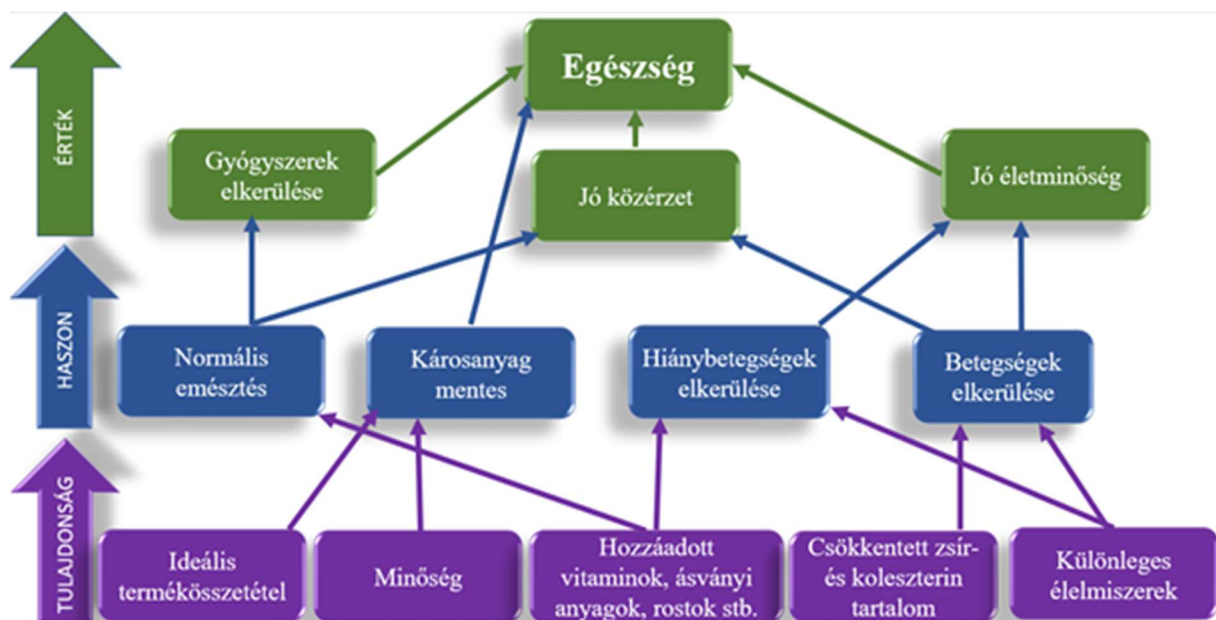 ÉRTÉK
Egészség
Gyógyszerek
elkerülése
Jó közérzet
Jó életminőség
HASZON
Normális
emésztés
Károsanyag
mentes
Hiánybetegségek
elkerülése
Betegségek
elkerülése
TULAJDONSÁG
Ideális
termékösszetétel
Minőség
Hozzáadott
vitaminok, ásványi
anyagok, rostok stb.
Csökkentett zsír-
és koleszterin
tartalom
Különleges
élelmiszerek